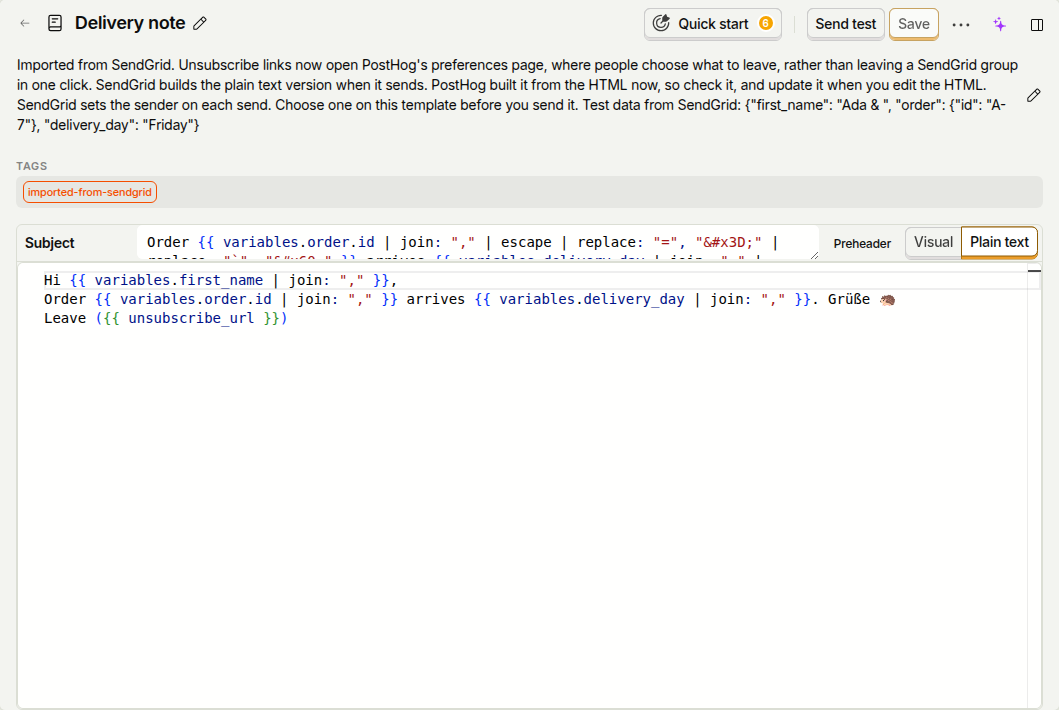 Delivery note
Quick start 6
Send test
Save
Imported from SendGrid. Unsubscribe links now open PostHog's preferences page, where people choose what to leave, rather than leaving a SendGrid group
in one click. SendGrid builds the plain text version when it sends. PostHog built it from the HTML now, so check it, and update it when you edit the HTML.
SendGrid sets the sender on each send. Choose one on this template before you send it. Test data from SendGrid: {"first_name": "Ada & ", "order": {"id": "A-
7"}, "delivery_day": "Friday"}
TAGS
imported-from-sendgrid
Subject
Order {{ variables.order.id | join: "," | escape | replace: "=", "&#x3D;" |
Preheader
Visual
Plain text
Hi {{ variables.first_name | join: "," }},
Order {{ variables.order.id | join: "," }} arrives {{ variables.delivery_day | join: "," }}. Grüße 🦔
Leave ({{ unsubscribe_url }})